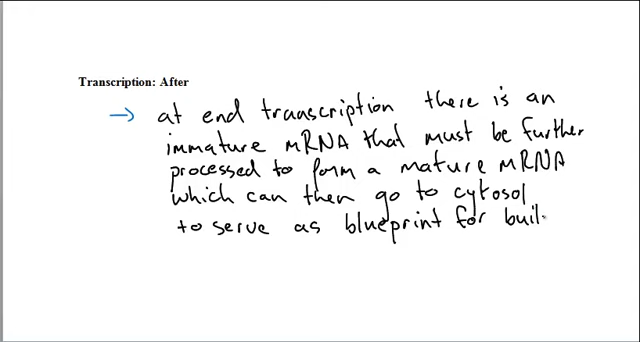 Transcription: After
→ at end transcription there is an
immature mRNA that must be further
processed to form a mature mRNA
which can then go to cytosol
to serve as blueprint for buil